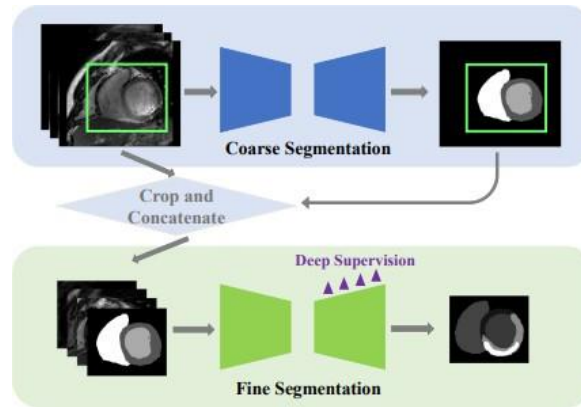 Coarse Segmentation
Crop and
Concatenate
Deep Supervision
Fine Segmentation